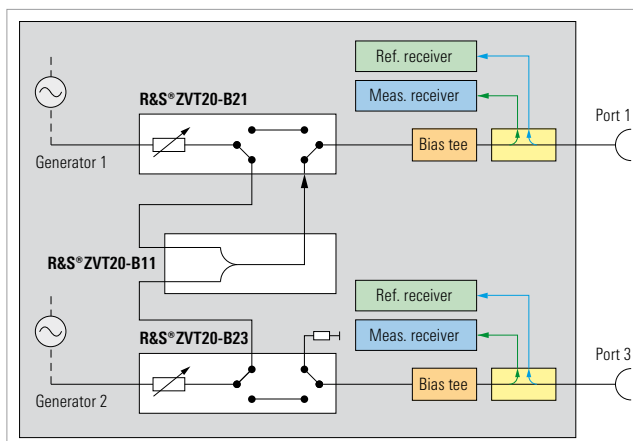 Ref. receiver
R&S®ZVT20-B21
Meas. receiver
Port 1
Generator 1
Bias tee
R&S®ZVT20-B11
Ref. receiver
R&S®ZVT20-B23
Meas. receiver
Port 3
Generator 2
Bias tee